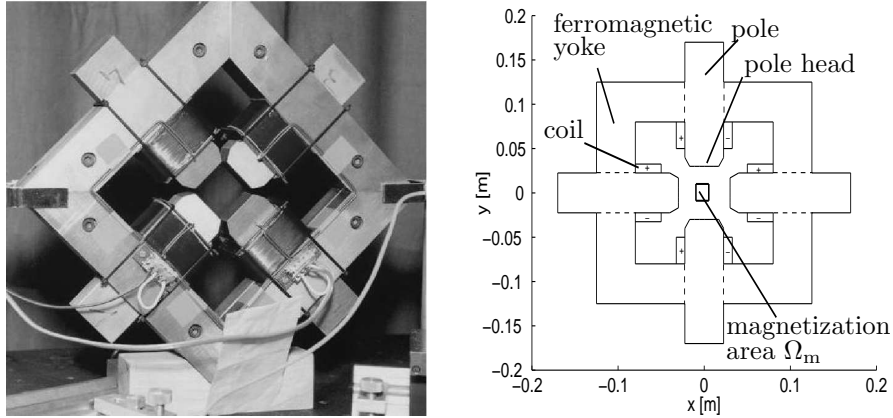 0.2
0.15
0.1
0.05
0
−0.05
−0.1
−0.15
−0.2
y [m]
−0.2
−0.1
0
0.1
0.2
x [m]
ferromagnetic
yoke
pole
pole head
coil
+
−
+
+
−
−
+
−
magnetization
area Ωm